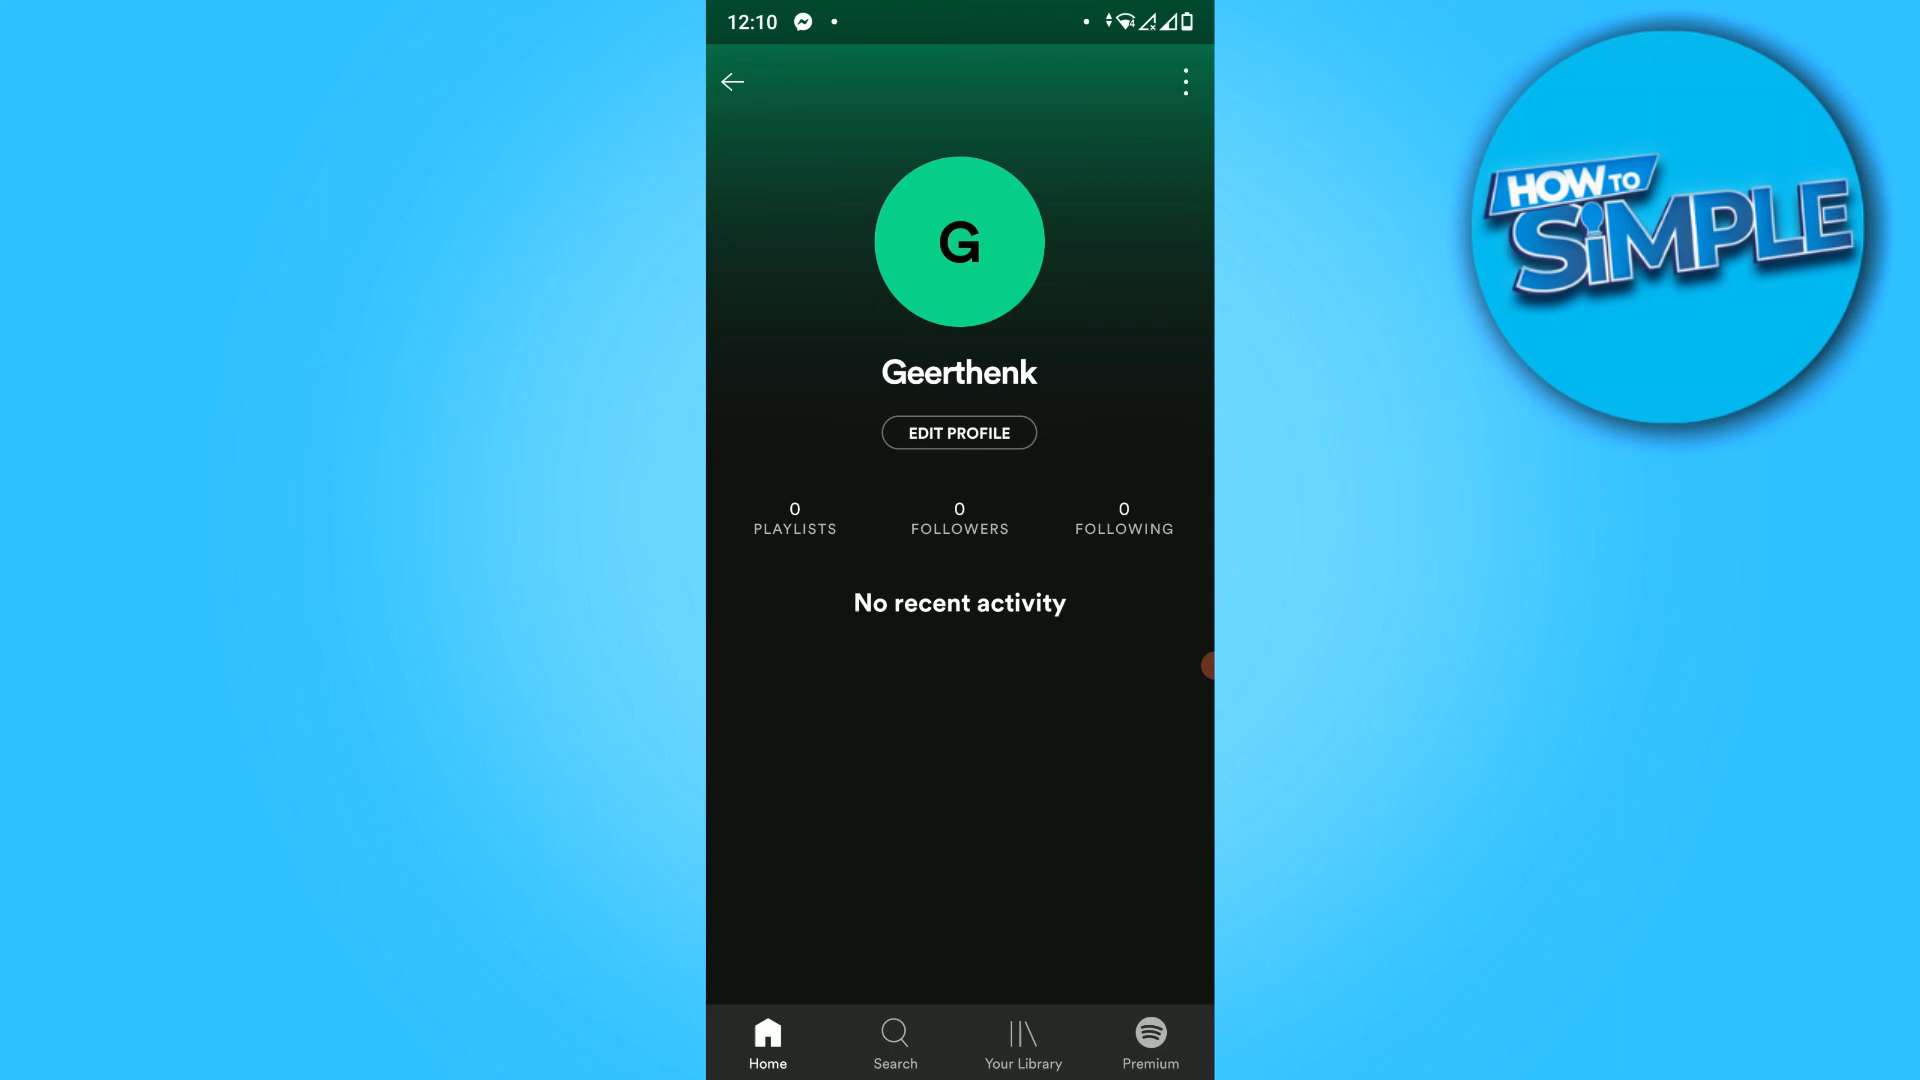 12:10
HOW TO
SiMPLE
G
Geerthenk
EDIT PROFILE
0 0 0
PLAYLISTS FOLLOWERS FOLLOWING
No recent activity
Home Search Your Library Premium